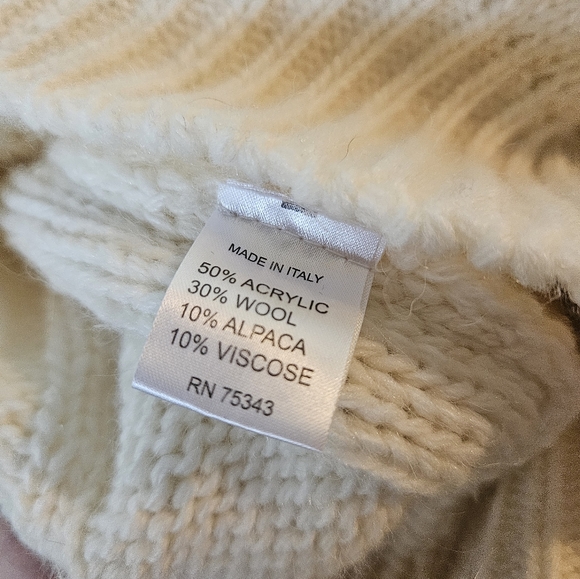 MADE IN ITALY
50% ACRYLIC
30% WOOL
10% ALPACA
10% VISCOSE
RN 75343